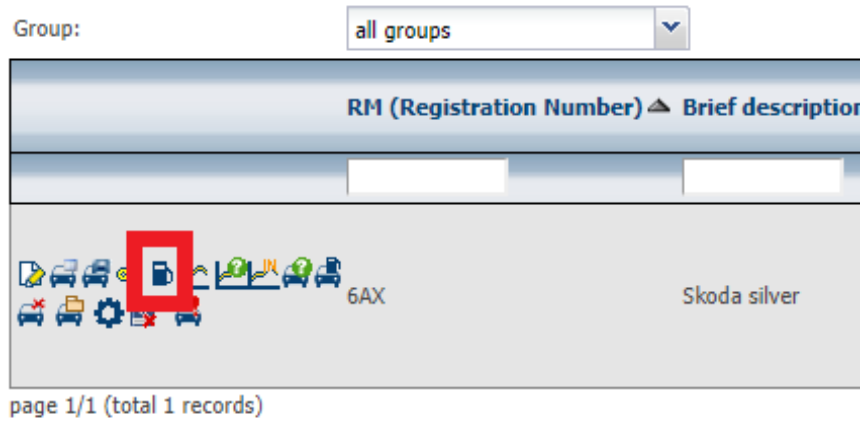 Group: all groups
RM (Registration Number) Brief description
6AX Skoda silver
page 1/1 (total 1 records)